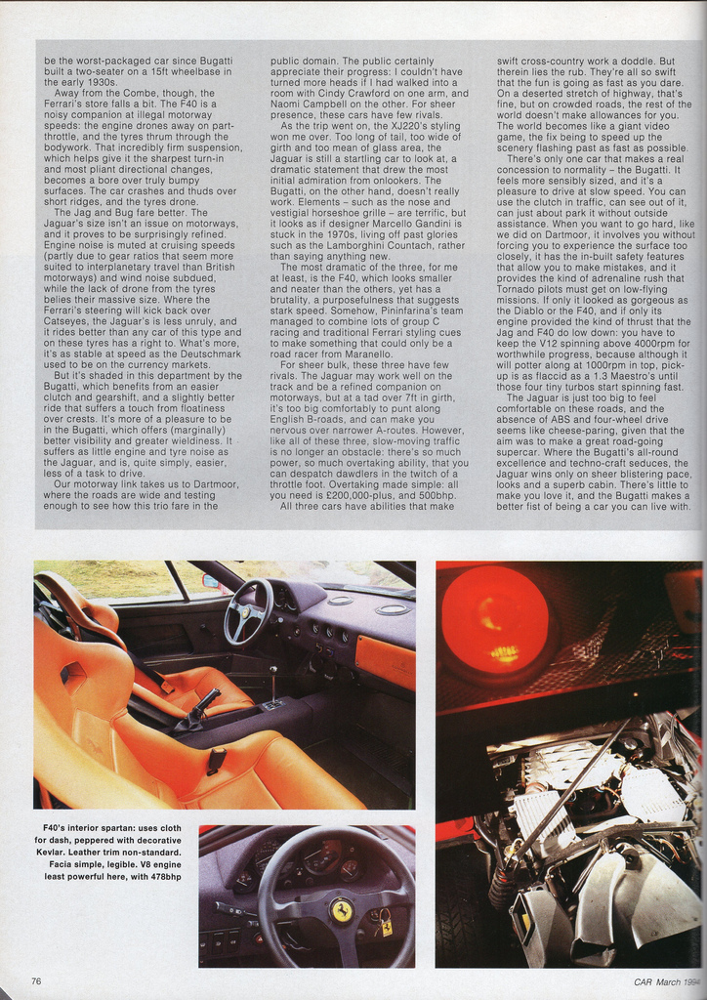 be the worst-packaged car since Bugatti
built a two-seater on a 15ft wheelbase in
the early 1930s.
Away from the Combe, though, the
Ferrari's store falls a bit. The F40 is a
noisy companion at illegal motorway
speeds: the engine drones away on part-
throttle, and the tyres thrum through the
bodywork. That incredibly firm suspension,
which helps give it the sharpest turn-in
and most pliant directional changes,
becomes a bore over truly bumpy
surfaces. The car crashes and thuds over
short ridges, and the tyres drone.
The Jag and Bug fare better. The
Jaguar's size isn't an issue on motorways,
and it proves to be surprisingly refined.
Engine noise is muted at cruising speeds
(partly due to gear ratios that seem more
suited to interplanetary travel than British
motorways) and wind noise subdued,
while the lack of drone from the tyres
belies their massive size. Where the
Ferrari's steering will kick back over
Catseyes, the Jaguar's is less unruly, and
it rides better than any car of this type and
on these tyres has a right to. What's more,
it's as stable at speed as the Deutschmark
used to be on the currency markets.
But it's shaded in this department by the
Bugatti, which benefits from an easier
clutch and gearshift, and a slightly better
ride that suffers a touch from floatiness
over crests. It's more of a pleasure to be
in the Bugatti, which offers (marginally)
better visibility and greater wieldiness. It
suffers as little engine and tyre noise as
the Jaguar, and is, quite simply, easier,
less of a task to drive.
Our motorway link takes us to Dartmoor,
where the roads are wide and testing
enough to see how this trio fare in the
public domain. The public certainly
appreciate their progress: I couldn't have
turned more heads if I had walked into a
room with Cindy Crawford on one arm, and
Naomi Campbell on the other. For sheer
presence, these cars have few rivals.
As the trip went on, the XJ220's styling
won me over. Too long of tail, too wide of
girth and too mean of glass area, the
Jaguar is still a startling car to look at, a
dramatic statement that drew the most
initial admiration from onlookers. The
Bugatti, on the other hand, doesn't really
work. Elements – such as the nose and
vestigial horseshoe grille – are terrific, but
it looks as if designer Marcello Gandini is
stuck in the 1970s, living off past glories
such as the Lamborghini Countach, rather
than saying anything new.
The most dramatic of the three, for me
at least, is the F40, which looks smaller
and neater than the others, yet has a
brutality, a purposefulness that suggests
stark speed. Somehow, Pininfarina's team
managed to combine lots of group C
racing and traditional Ferrari styling cues
to make something that could only be a
road racer from Maranello.
For sheer bulk, these three have few
rivals. The Jaguar may work well on the
track and be a refined companion on
motorways, but at a tad over 7ft in girth,
it's too big comfortably to punt along
English B-roads, and can make you
nervous over narrower A-routes. However,
like all of these three, slow-moving traffic
is no longer an obstacle: there's so much
power, so much overtaking ability, that you
can despatch dawdlers in the twitch of a
throttle foot. Overtaking made simple: all
you need is £200,000-plus, and 500bhp.
All three cars have abilities that make
swift cross-country work a doddle. But
therein lies the rub. They're all so swift
that the fun is going as fast as you dare.
On a deserted stretch of highway, that's
fine, but on crowded roads, the rest of the
world doesn't make allowances for you.
The world becomes like a giant video
game, the fix being to speed up the
scenery flashing past as fast as possible.
There's only one car that makes a real
concession to normality – the Bugatti. It
feels more sensibly sized, and it's a
pleasure to drive at slow speed. You can
use the clutch in traffic, can see out of it,
can just about park it without outside
assistance. When you want to go hard, like
we did on Dartmoor, it involves you without
forcing you to experience the surface too
closely, it has the in-built safety features
that allow you to make mistakes, and it
provides the kind of adrenaline rush that
Tornado pilots must get on low-flying
missions. If only it looked as gorgeous as
the Diablo or the F40, and if only its
engine provided the kind of thrust that the
Jag and F40 do low down: you have to
keep the V12 spinning above 4000rpm for
worthwhile progress, because although it
will potter along at 1000rpm in top, pick-
up is as flaccid as a 1.3 Maestro's until
those four tiny turbos start spinning fast.
The Jaguar is just too big to feel
comfortable on these roads, and the
absence of ABS and four-wheel drive
seems like cheese-paring, given that the
aim was to make a great road-going
supercar. Where the Bugatti's all-round
excellence and techno-craft seduces, the
Jaguar wins only on sheer blistering pace,
looks and a superb cabin. There's little to
make you love it, and the Bugatti makes a
better fist of being a car you can live with.
F40's interior spartan: uses cloth
for dash, peppered with decorative
Kevlar. Leather trim non-standard.
Facia simple, legible. V8 engine
least powerful here, with 478bhp
76
CAR March 1994